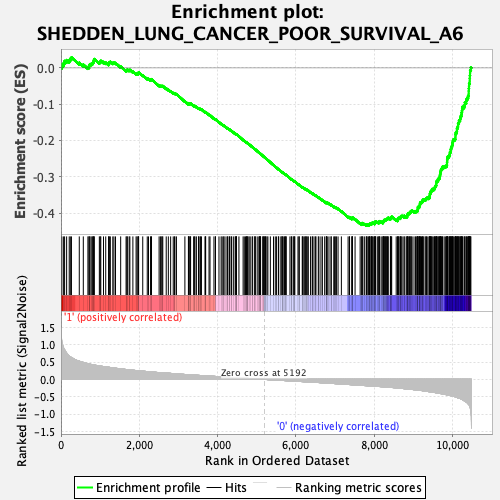 Enrichment plot:
SHEDDEN_LUNG_CANCER_POOR_SURVIVAL_A6
Enrichment score (ES)
0.0
-0.1
-0.2
-0.3
-0.4
'1' (positively correlated)
Ranked list metric (Signal2Noise)
1.5
1.0
0.5
0.0
-0.5
-1.0
-1.5
Zero cross at 5192
'0' (negatively correlated)
0
2,000
4,000
6,000
8,000
10,000
Rank in Ordered Dataset
Enrichment profile
Hits
Ranking metric scores